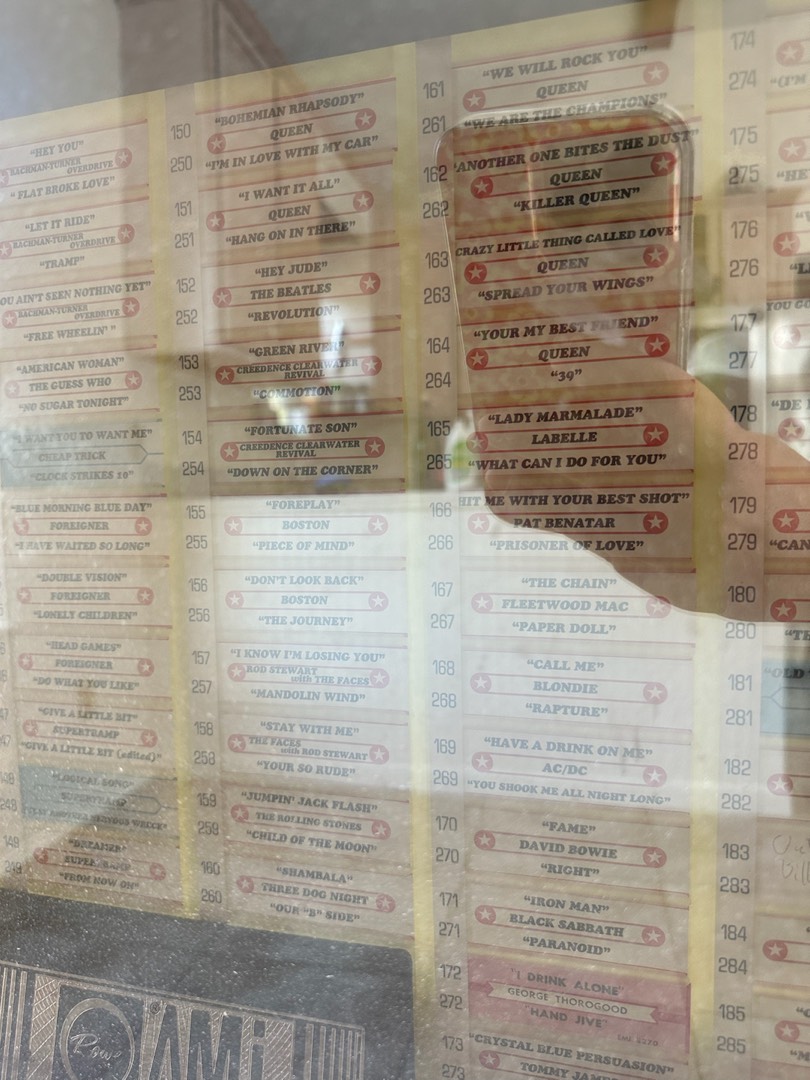 "HEY YOU"
BACHMAN-TURNER
OVERDRIVE
"FLAT BROKE LOVE"
"LET IT RIDE"
BACHMAN-TURNER
OVERDRIVE
"TRAMP"
OU AIN'T SEEN NOTHING YET"
BACHMAN-TURNER
OVERDRIVE
"FREE WHEELIN' "
"AMERICAN WOMAN"
THE GUESS WHO
"NO SUGAR TONIGHT"
"I WANT YOU TO WANT ME"
CHEAP TRICK
"CLOCK STRIKES 10"
"BLUE MORNING BLUE DAY"
FOREIGNER
"I HAVE WAITED SO LONG"
"DOUBLE VISION"
FOREIGNER
"LONELY CHILDREN"
"HEAD GAMES"
FOREIGNER
"DO WHAT YOU LIKE"
"GIVE A LITTLE BIT"
SUPERTRAMP
"GIVE A LITTLE BIT (edited)"
148
"LOGICAL SONG"
SUPERTRAMP
248
"JUST ANOTHER NERVOUS WRECK"
149
"DREAMER"
SUPERTRAMP
249
"FROM NOW ON"
150
"BOHEMIAN RHAPSODY"
QUEEN
250
"I'M IN LOVE WITH MY CAR"
151
"I WANT IT ALL"
QUEEN
251
"HANG ON IN THERE"
152
"HEY JUDE"
THE BEATLES
252
"REVOLUTION"
153
"GREEN RIVER"
CREEDENCE CLEARWATER
REVIVAL
253
"COMMOTION"
154
"FORTUNATE SON"
CREEDENCE CLEARWATER
REVIVAL
254
"DOWN ON THE CORNER"
155
"FOREPLAY"
BOSTON
255
"PIECE OF MIND"
156
"DON'T LOOK BACK"
BOSTON
256
"THE JOURNEY"
157
"I KNOW I'M LOSING YOU"
ROD STEWART
with THE FACES
257
"MANDOLIN WIND"
158
"STAY WITH ME"
THE FACES
with ROD STEWART
258
"YOUR SO RUDE"
159
"JUMPIN' JACK FLASH"
THE ROLLING STONES
259
"CHILD OF THE MOON"
160
"SHAMBALA"
THREE DOG NIGHT
260
"OUR "B" SIDE"
161
"WE WILL ROCK YOU"
QUEEN
261
"WE ARE THE CHAMPIONS"
162
"ANOTHER ONE BITES THE DUST"
QUEEN
262
"KILLER QUEEN"
163
CRAZY LITTLE THING CALLED LOVE"
QUEEN
263
"SPREAD YOUR WINGS"
164
"YOUR MY BEST FRIEND"
QUEEN
264
"39"
165
"LADY MARMALADE"
LABELLE
265
"WHAT CAN I DO FOR YOU"
166
HIT ME WITH YOUR BEST SHOT"
PAT BENATAR
266
"PRISONER OF LOVE"
167
"THE CHAIN"
FLEETWOOD MAC
267
"PAPER DOLL"
168
"CALL ME"
BLONDIE
268
"RAPTURE"
169
"HAVE A DRINK ON ME"
AC/DC
269
"YOU SHOOK ME ALL NIGHT LONG"
170
"FAME"
DAVID BOWIE
270
"RIGHT"
171
"IRON MAN"
BLACK SABBATH
271
"PARANOID"
172
"I DRINK ALONE"
GEORGE THOROGOOD
272
"HAND JIVE"
173
"CRYSTAL BLUE PERSUASION"
TOMMY JAME
273
174
274
"(I'M
175
275
"HE
176
276
177
YOU GO
277
178
"DE
278
179
279
"CAN
180
280
"TH
181
"OLD
281
182
282
183
283
184
284
185
285
Rowe
AMi